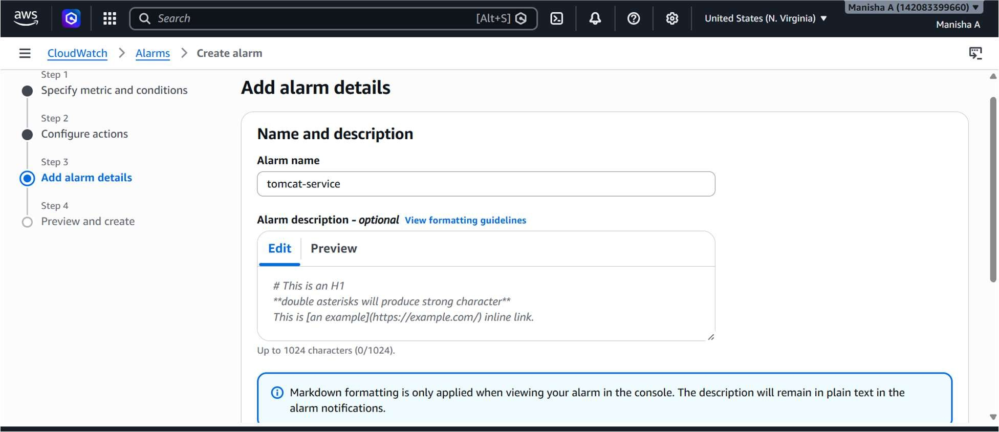 aws
Search
[Alt+S]
United States (N. Virginia) ▼
Manisha A (142083399660) ▼
Manisha A
CloudWatch > Alarms > Create alarm
Step 1
Specify metric and conditions
Step 2
Configure actions
Step 3
Add alarm details
Step 4
Preview and create
Add alarm details
Name and description
Alarm name
tomcat-service
Alarm description - optional View formatting guidelines
Edit Preview
# This is an H1
**double asterisks will produce strong character**
This is [an example](https://example.com/) inline link.
Up to 1024 characters (0/1024).
Markdown formatting is only applied when viewing your alarm in the console. The description will remain in plain text in the
alarm notifications.